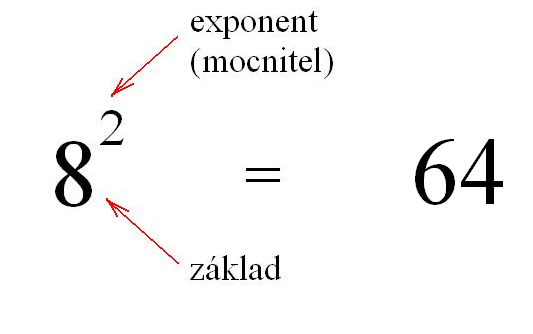 exponent
(mocnitel)
8² = 64
základ